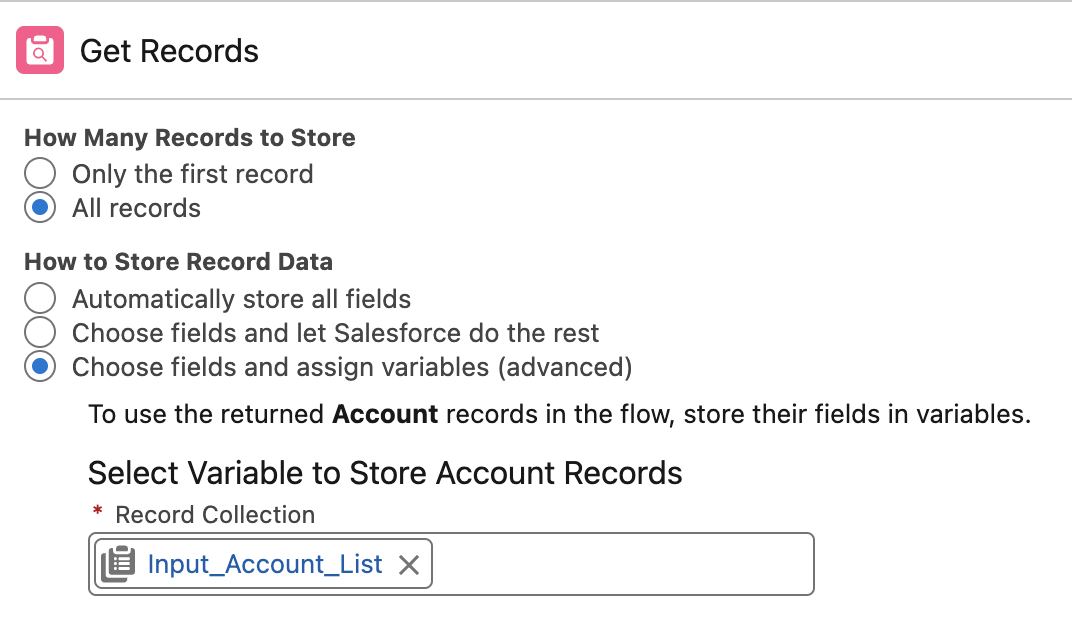 Get Records
How Many Records to Store
Only the first record
All records
How to Store Record Data
Automatically store all fields
Choose fields and let Salesforce do the rest
Choose fields and assign variables (advanced)
To use the returned Account records in the flow, store their fields in variables.
Select Variable to Store Account Records
* Record Collection
Input_Account_List